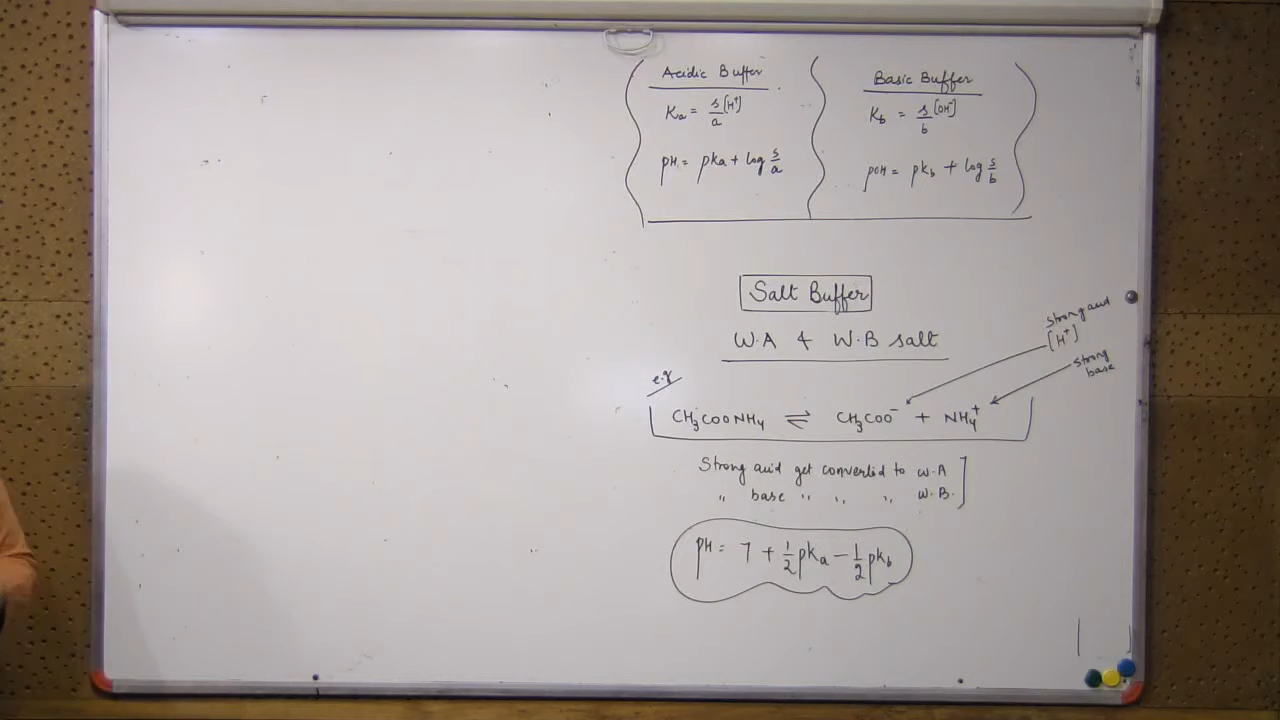 Acidic Buffer
Ka = s/a [H⁺]
pH = pka + log s/a
Basic Buffer
Kb = s/b [OH⁻]
pOH = pkb + log s/b
Salt Buffer
W.A & W.B salt
Strong acid
[H⁺]
Strong
base
e.g
CH₃COONH₄ ⇌ CH₃COO⁻ + NH₄⁺
Strong acid get converted to W.A
" base " " " W.B.
pH = 7 + 1/2 pka − 1/2 pkb